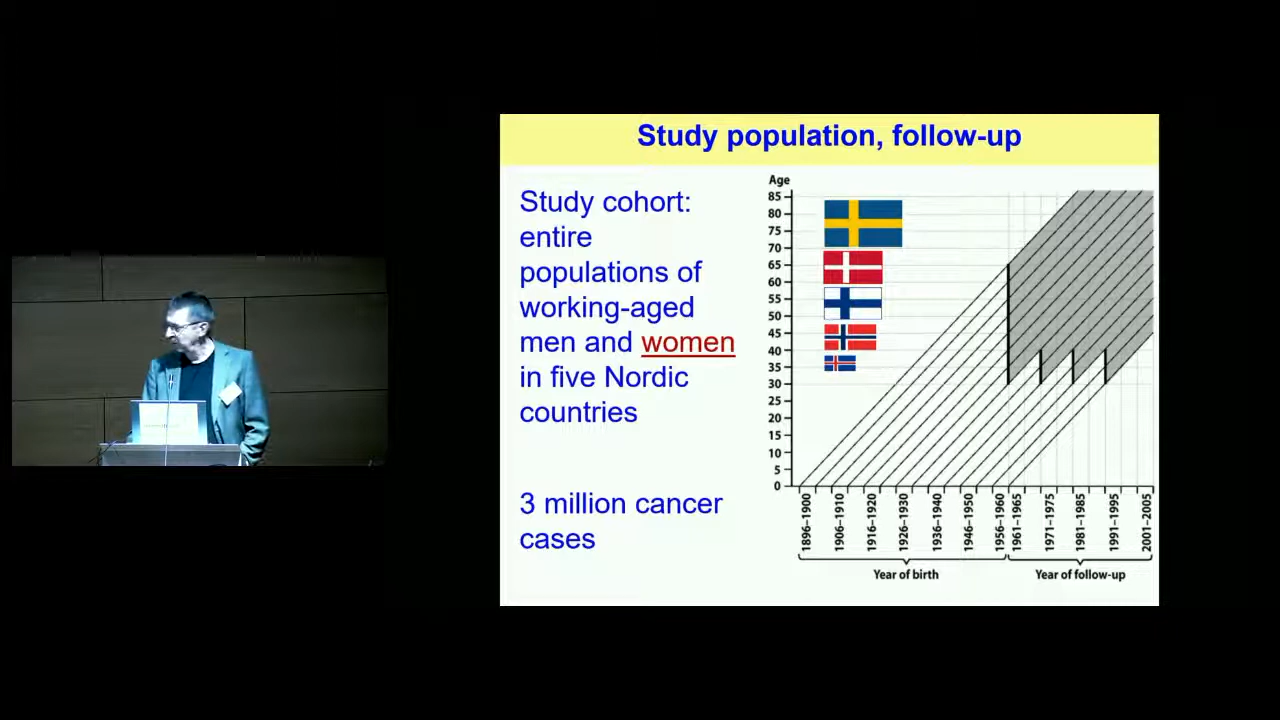 Study population, follow-up
Study cohort:
entire
populations of
working-aged
men and women
in five Nordic
countries
3 million cancer
cases
Age
85
80
75
70
65
60
55
50
45
40
35
30
25
20
15
10
5
0
1896–1900
1906–1910
1916–1920
1926–1930
1936–1940
1946–1950
1956–1960
1961–1965
1971–1975
1981–1985
1991–1995
2001–2005
Year of birth
Year of follow-up